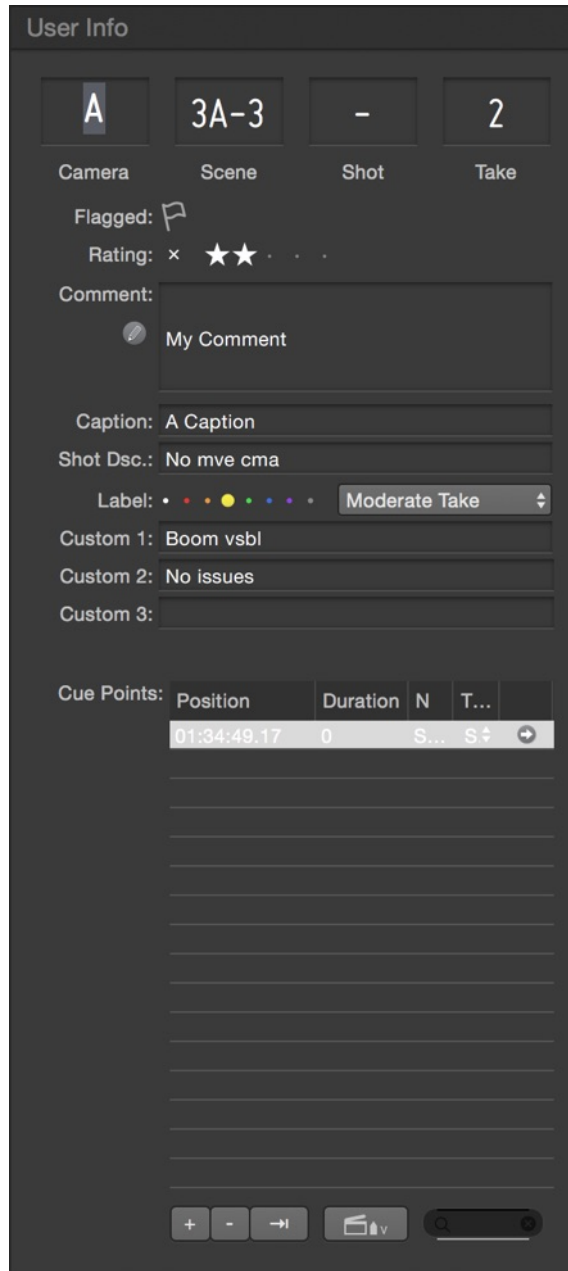 User Info
A 3A-3 - 2
Camera Scene Shot Take
Flagged:
Rating: ×
Comment:
My Comment
Caption: A Caption
Shot Dsc.: No mve cma
Label: Moderate Take
Custom 1: Boom vsbl
Custom 2: No issues
Custom 3:
Cue Points: Position Duration N T...
01:34:49.17 0 S... S
+ - V